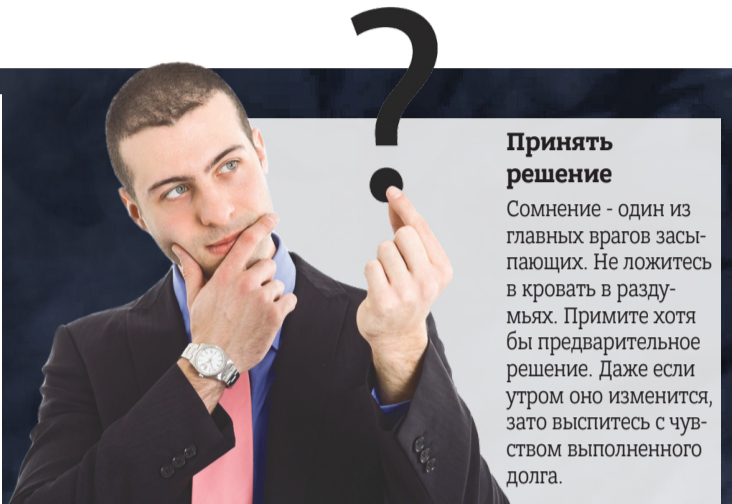 ?
Принять
решение
Сомнение - один из
главных врагов засы-
пающих. Не ложитесь
в кровать в разду-
мьях. Примите хотя
бы предварительное
решение. Даже если
утром оно изменится,
зато выспитесь с чув-
ством выполненного
долга.